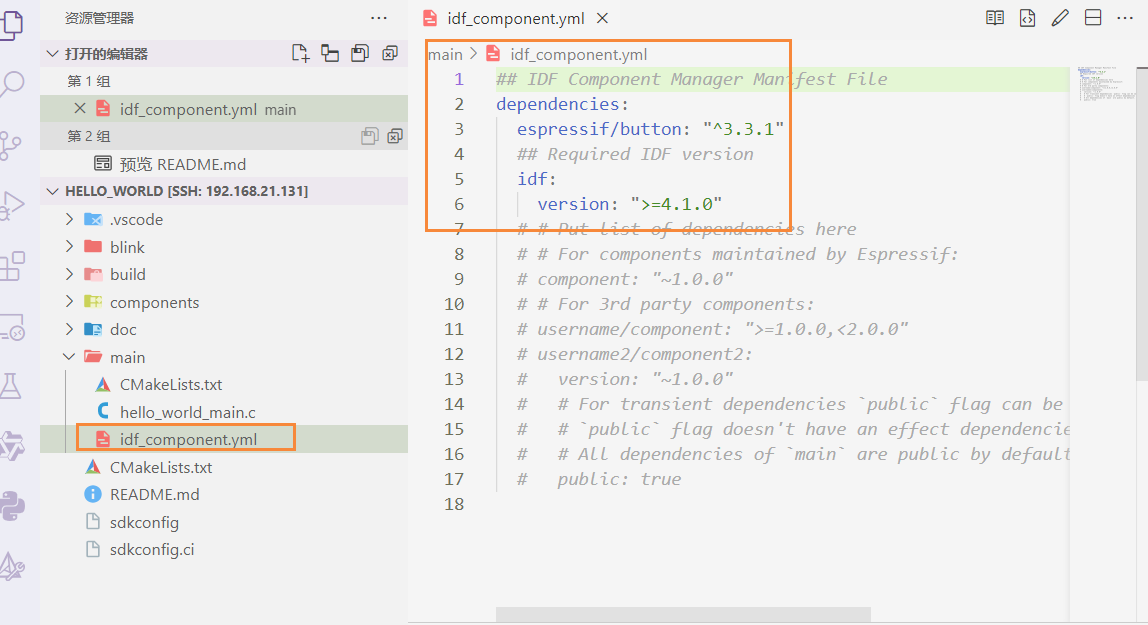 资源管理器
打开的编辑器
第 1 组
idf_component.yml main
第 2 组
预览 README.md
HELLO_WORLD [SSH: 192.168.21.131]
.vscode
blink
build
components
doc
main
CMakeLists.txt
hello_world_main.c
idf_component.yml
CMakeLists.txt
README.md
sdkconfig
sdkconfig.ci
idf_component.yml
main > idf_component.yml
1 ## IDF Component Manager Manifest File
2 dependencies:
3 espressif/button: "^3.3.1"
4 ## Required IDF version
5 idf:
6 version: ">=4.1.0"
7 # # Put list of dependencies here
8 # # For components maintained by Espressif:
9 # component: "~1.0.0"
10 # # For 3rd party components:
11 # username/component: ">=1.0.0,<2.0.0"
12 # username2/component2:
13 #   version: "~1.0.0"
14 #   # For transient dependencies `public` flag can be
15 #   # `public` flag doesn't have an effect dependencie
16 #   # All dependencies of `main` are public by default
17 #   public: true
18